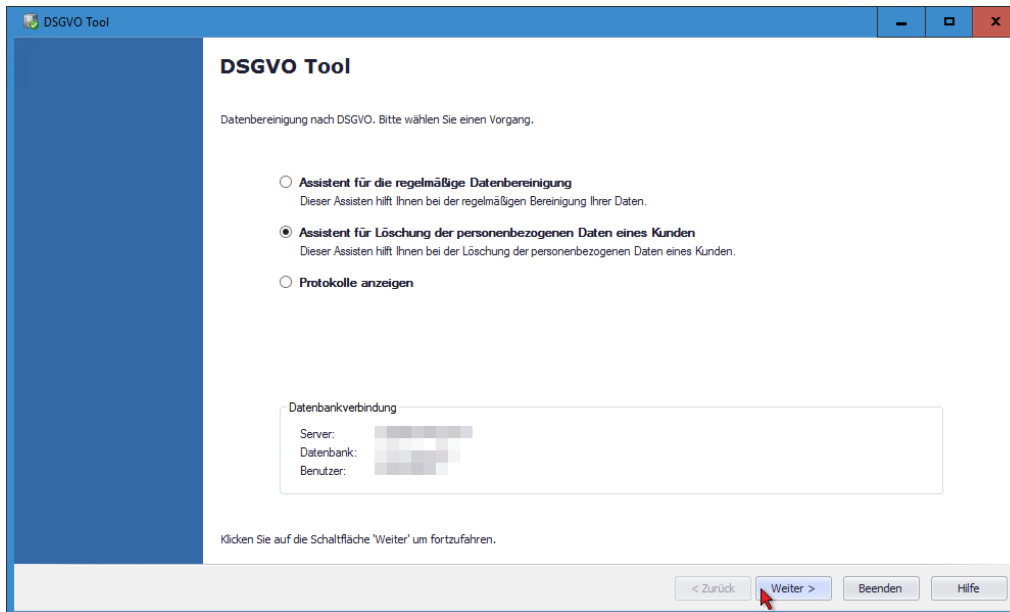 DSGVO Tool
DSGVO Tool
Datenbereinigung nach DSGVO. Bitte wählen Sie einen Vorgang.
Assistent für die regelmäßige Datenbereinigung
Dieser Assisten hilft Ihnen bei der regelmäßigen Bereinigung Ihrer Daten.
Assistent für Löschung der personenbezogenen Daten eines Kunden
Dieser Assisten hilft Ihnen bei der Löschung der personenbezogenen Daten eines Kunden.
Protokolle anzeigen
Datenbankverbindung
Server:
Datenbank:
Benutzer:
Klicken Sie auf die Schaltfläche 'Weiter' um fortzufahren.
< Zurück Weiter > Beenden Hilfe